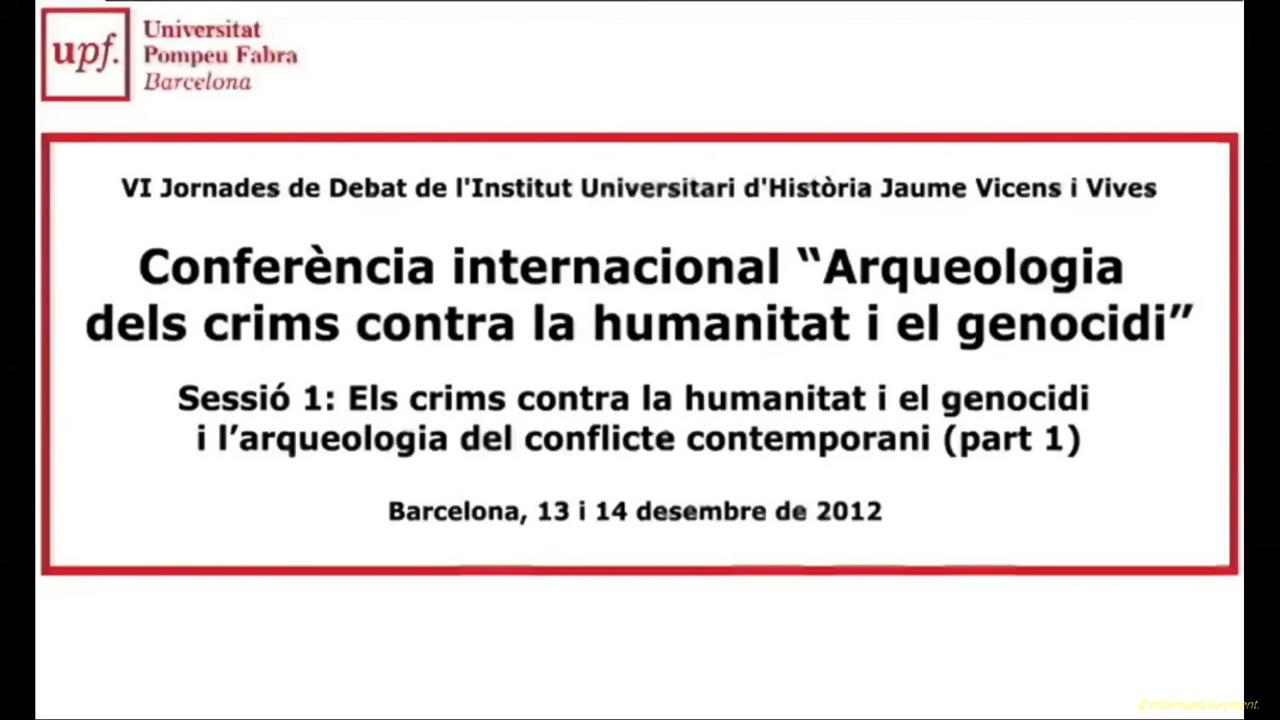 upf.
Universitat
Pompeu Fabra
Barcelona
VI Jornades de Debat de l'Institut Universitari d'Història Jaume Vicens i Vives
Conferència internacional “Arqueologia
dels crims contra la humanitat i el genocidi”
Sessió 1: Els crims contra la humanitat i el genocidi
i l’arqueologia del conflicte contemporani (part 1)
Barcelona, 13 i 14 desembre de 2012